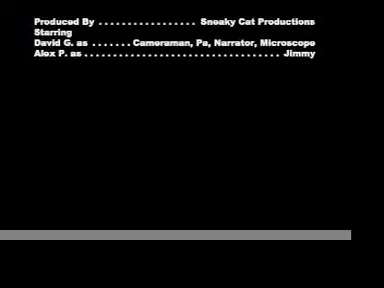 Produced By ................. Sneaky Cat Productions
Starring
David G. as ....... Cameraman, Pa, Narrator, Microscope
Alex P. as .................................. Jimmy